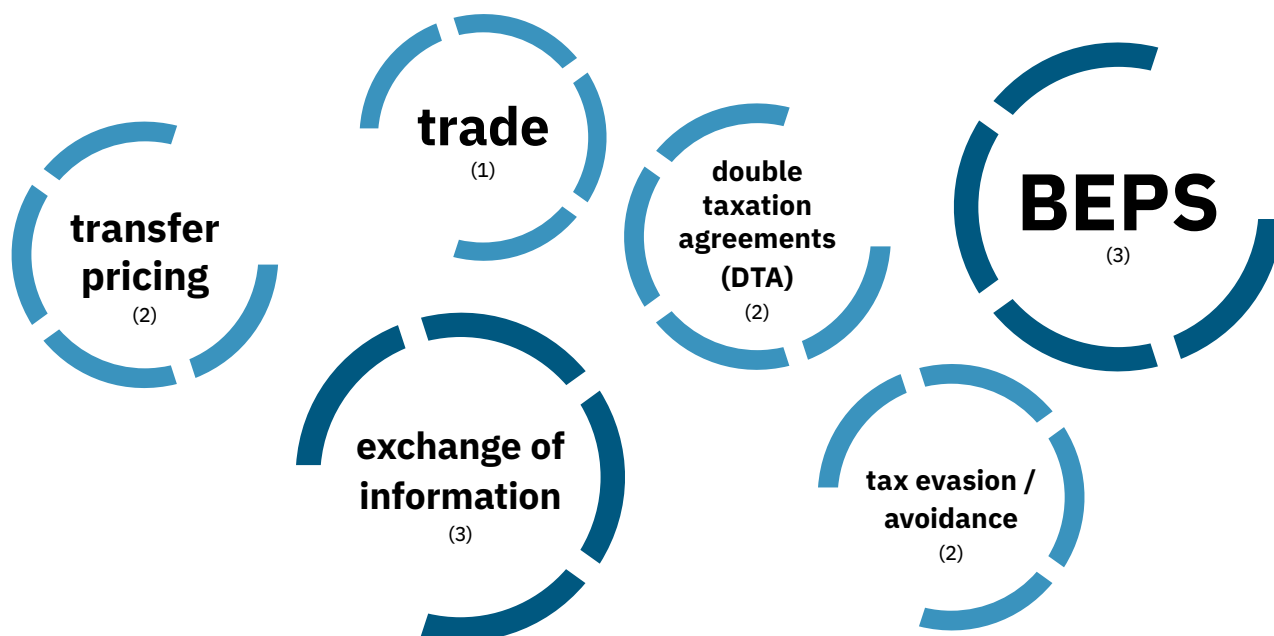 trade
(1)
transfer
pricing
(2)
double
taxation
agreements
(DTA)
(2)
BEPS
(3)
exchange of
information
(3)
tax evasion /
avoidance
(2)